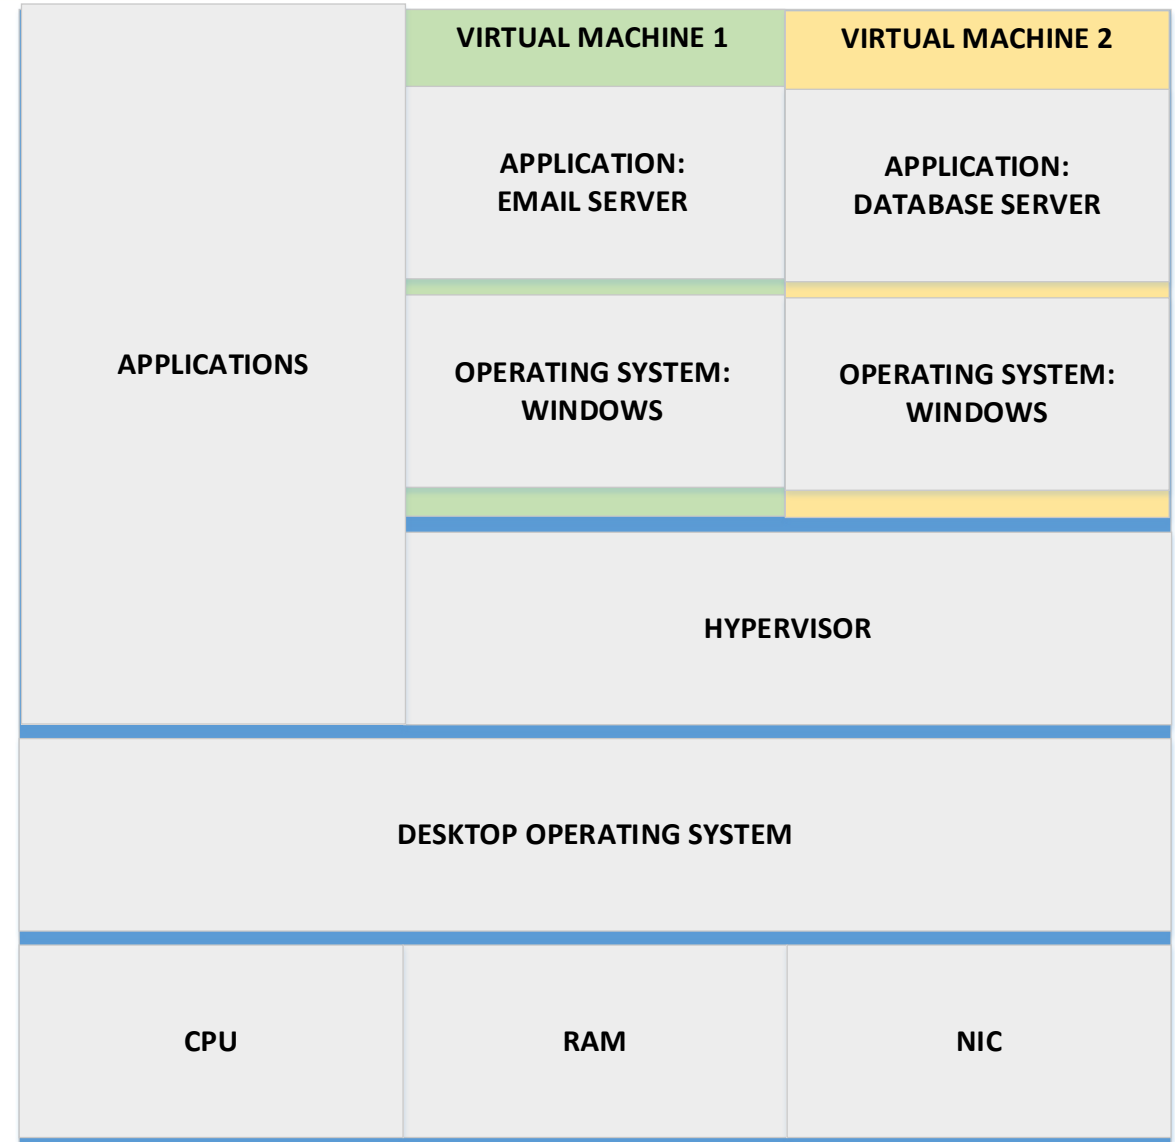 VIRTUAL MACHINE 1
VIRTUAL MACHINE 2
APPLICATION:
EMAIL SERVER
APPLICATION:
DATABASE SERVER
APPLICATIONS
OPERATING SYSTEM:
WINDOWS
OPERATING SYSTEM:
WINDOWS
HYPERVISOR
DESKTOP OPERATING SYSTEM
CPU
RAM
NIC